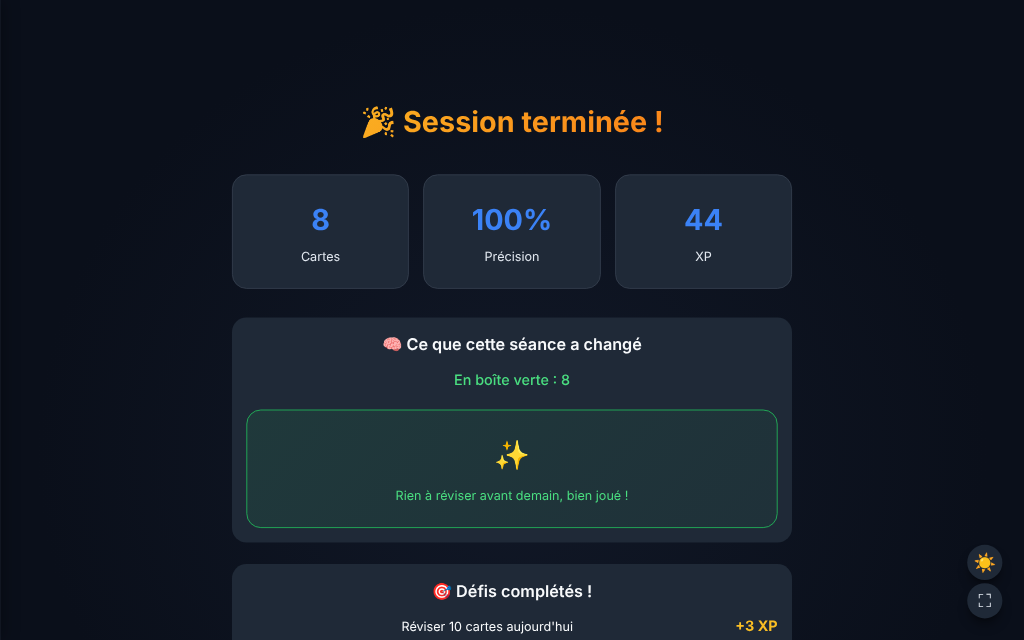 🎉 Session terminée !
8
Cartes
100%
Précision
44
XP
🧠 Ce que cette séance a changé
En boîte verte : 8
✨
Rien à réviser avant demain, bien joué !
🎯 Défis complétés !
Réviser 10 cartes aujourd'hui +3 XP